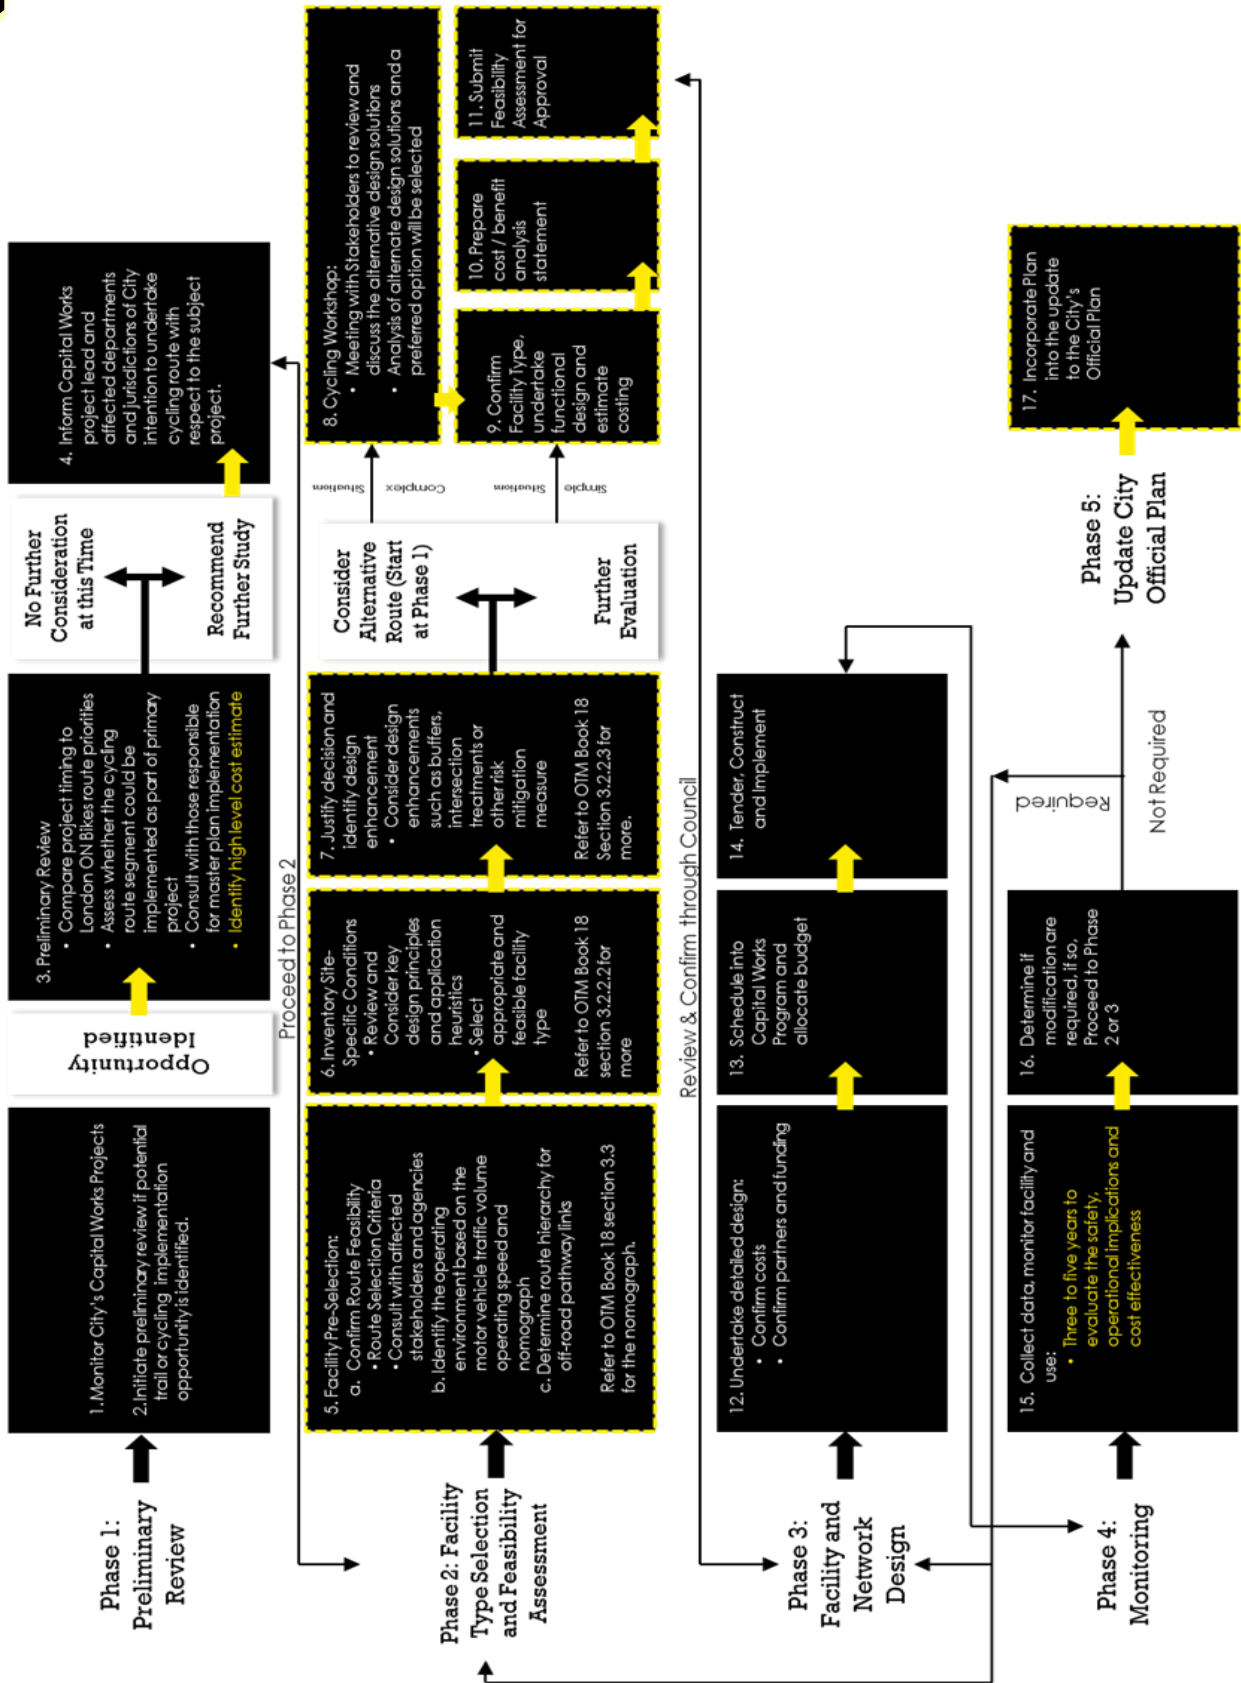 Phase 1:
Preliminary
Review
1. Monitor City's Capital Works Projects
2. Initiate preliminary review if potential
trail or cycling implementation
opportunity is identified.
Opportunity
Identified
3. Preliminary Review
• Compare project timing to
London ON Bikes route priorities
• Assess whether the cycling
route segment could be
implemented as part of primary
project
• Consult with those responsible
for master plan implementation
• Identify high level cost estimate
No Further
Consideration
at this Time
Recommend
Further Study
4. Inform Capital Works
project lead and
affected departments
and jurisdictions of City
intention to undertake
cycling route with
respect to the subject
project.
Proceed to Phase 2
Phase 2: Facility
Type Selection
and Feasibility
Assessment
5. Facility Pre-Selection:
a. Confirm Route Feasibility
• Route Selection Criteria
• Consult with affected
stakeholders and agencies
b. Identify the operating
environment based on the
motor vehicle traffic volume
operating speed and
nomograph
c. Determine route hierarchy for
off-road pathway links
Refer to OTM Book 18 section 3.3
for the nomograph.
6. Inventory Site-
Specific Conditions
• Review and
Consider key
design principles
and application
heuristics
• Select
appropriate and
feasible facility
type
Refer to OTM Book 18
section 3.2.2.2 for
more
7. Justify decision and
identify design
enhancement
• Consider design
enhancements
such as buffers,
intersection
treatments or
other risk
mitigation
measure
Refer to OTM Book 18
Section 3.2.2.3 for
more.
Consider
Alternative
Route (Start
at Phase 1)
Further
Evaluation
Complex
Situations
Simple
Situations
8. Cycling Workshop:
• Meeting with Stakeholders to review and
discuss the alternative design solutions
• Analysis of alternate design solutions and a
preferred option will be selected
9. Confirm
Facility Type,
undertake
functional
design and
estimate
costing
10. Prepare
cost / benefit
analysis
statement
11. Submit
Feasibility
Assessment for
Approval
Review & Confirm through Council
Phase 3:
Facility and
Network
Design
12. Undertake detailed design:
• Confirm costs
• Confirm partners and funding
13. Schedule into
Capital Works
Program and
allocate budget
14. Tender, Construct
and Implement
Phase 4:
Monitoring
15. Collect data, monitor facility and
use:
• Three to five years to
evaluate the safety,
operational implications and
cost effectiveness
16. Determine if
modification are
required, if so,
Proceed to Phase
2 or 3
Required
Not Required
Phase 5:
Update City
Official Plan
17. Incorporate Plan
into the update
to the City's
Official Plan